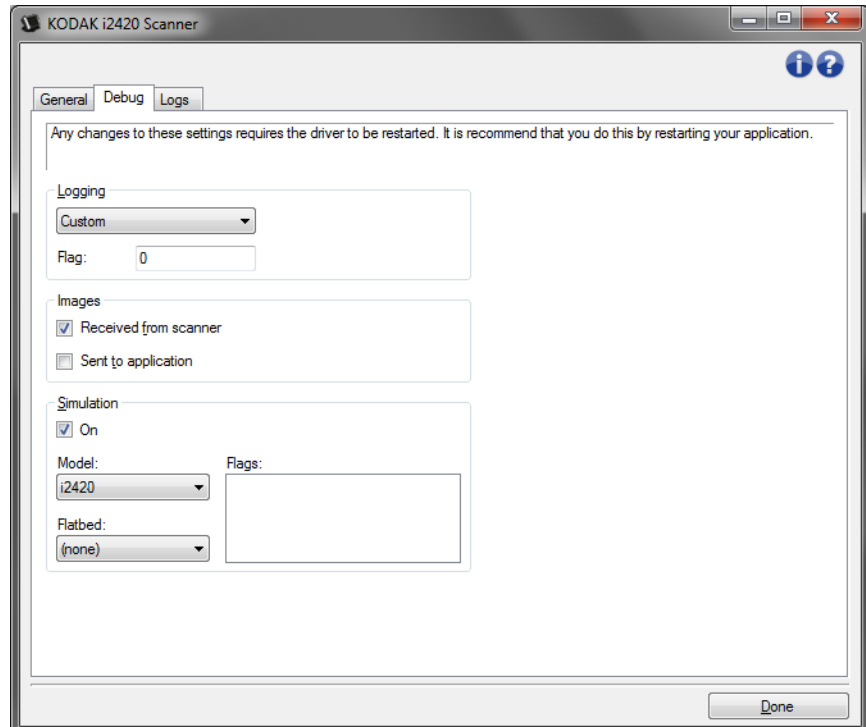 KODAK i2420 Scanner
General Debug Logs
Any changes to these settings requires the driver to be restarted. It is recommend that you do this by restarting your application.
Logging
Custom
Flag: 0
Images
Received from scanner
Sent to application
Simulation
On
Model: Flags:
i2420
Flatbed:
(none)
Done